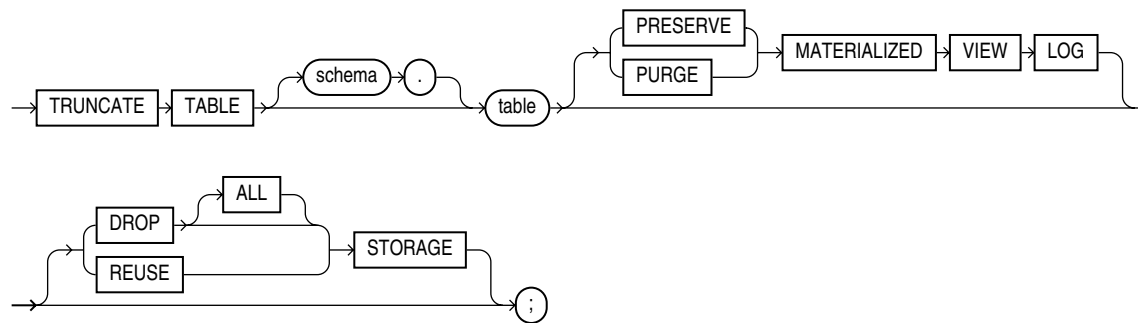 PRESERVE
schema .
MATERIALIZED VIEW LOG
PURGE
TRUNCATE TABLE table
ALL
DROP
STORAGE
REUSE
;